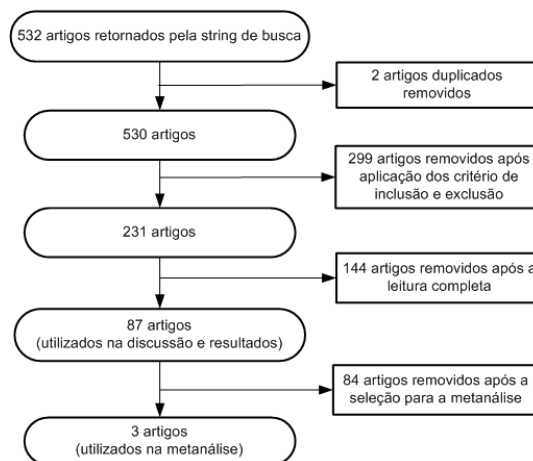 532 artigos retornados pela string de busca
2 artigos duplicados
removidos
530 artigos
299 artigos removidos após
aplicação dos critério de
inclusão e exclusão
231 artigos
144 artigos removidos após a
leitura completa
87 artigos
(utilizados na discussão e resultados)
84 artigos removidos após a
seleção para a metanálise
3 artigos
(utilizados na metanálise)